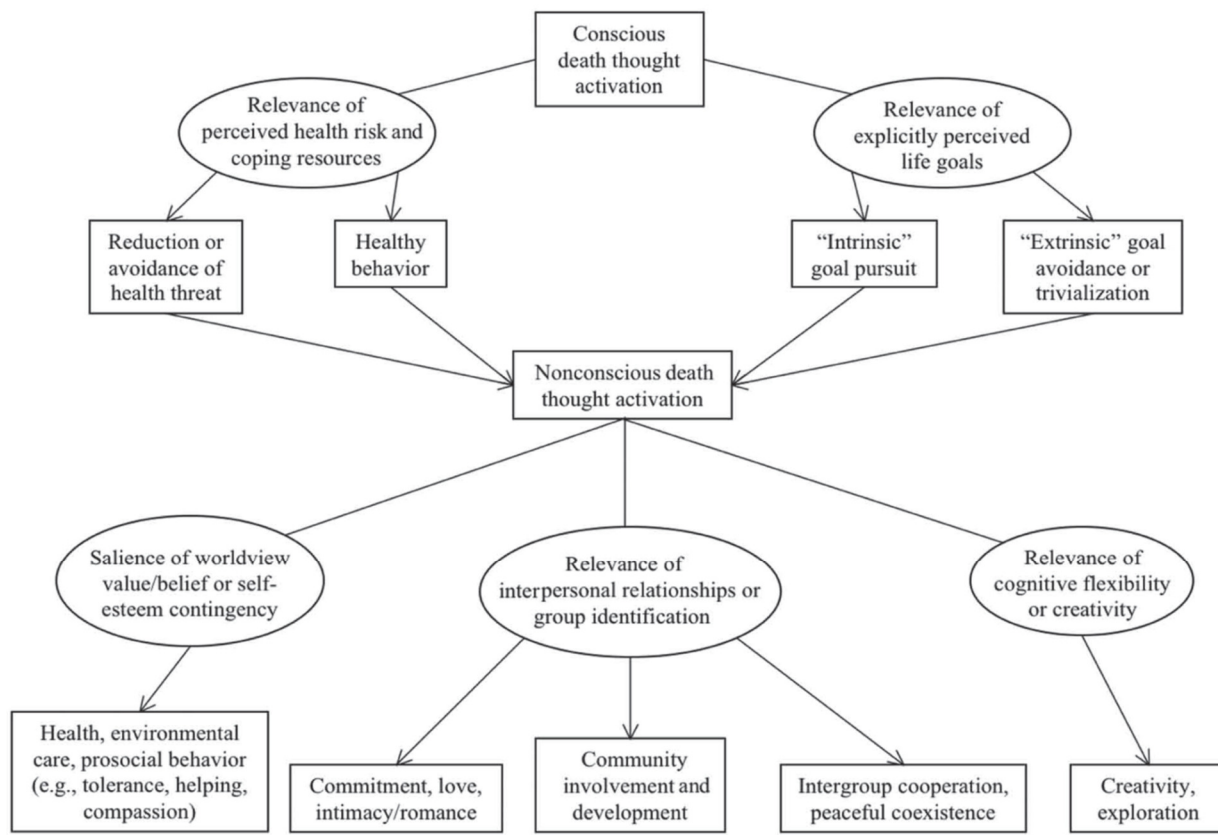 Conscious
death thought
activation
Relevance of
perceived health risk and
coping resources
Relevance of
explicitly perceived
life goals
Reduction or
avoidance of
health threat
Healthy
behavior
“Intrinsic”
goal pursuit
“Extrinsic” goal
avoidance or
trivialization
Nonconscious death
thought activation
Salience of worldview
value/belief or self-
esteem contingency
Relevance of
interpersonal relationships or
group identification
Relevance of
cognitive flexibility
or creativity
Health, environmental
care, prosocial behavior
(e.g., tolerance, helping,
compassion)
Commitment, love,
intimacy/romance
Community
involvement and
development
Intergroup cooperation,
peaceful coexistence
Creativity,
exploration